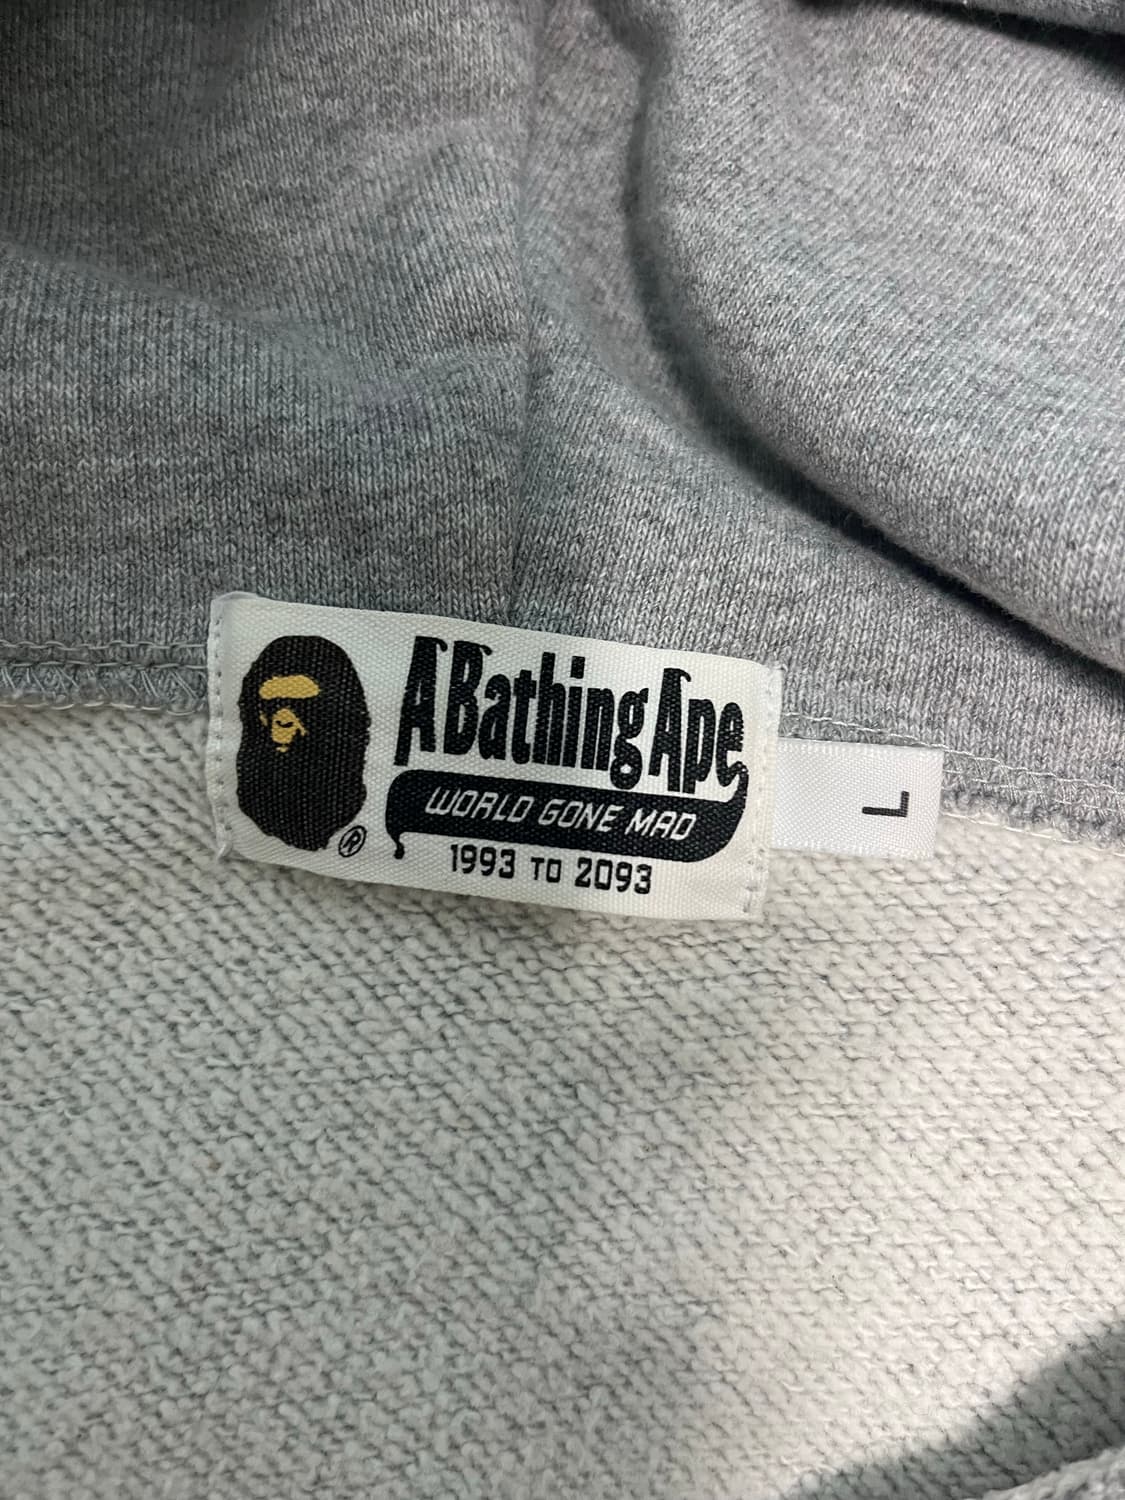 A Bathing Ape
WORLD GONE MAD
1993 TO 2093
®
L